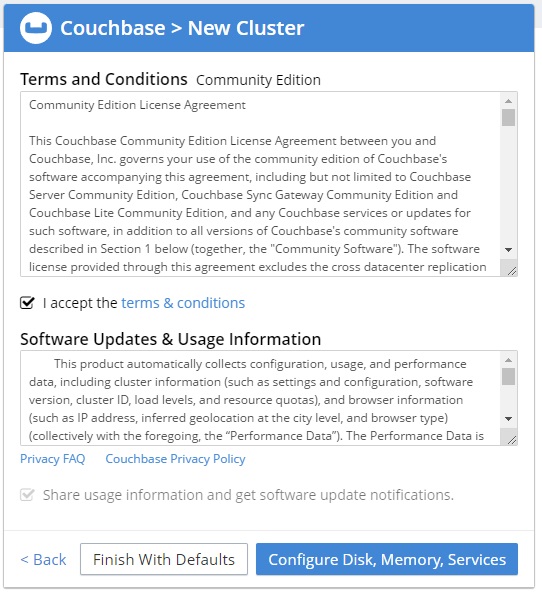 Couchbase > New Cluster
Terms and Conditions Community Edition
Community Edition License Agreement
This Couchbase Community Edition License Agreement between you and
Couchbase, Inc. governs your use of the community edition of Couchbase's
software accompanying this agreement, including but not limited to Couchbase
Server Community Edition, Couchbase Sync Gateway Community Edition and
Couchbase Lite Community Edition, and any Couchbase services or updates for
such software, in addition to all versions of Couchbase's community software
described in Section 1 below (together, the "Community Software"). The software
license provided through this agreement excludes the cross datacenter replication
I accept the terms & conditions
Software Updates & Usage Information
This product automatically collects configuration, usage, and performance
data, including cluster information (such as settings and configuration, software
version, cluster ID, load levels, and resource quotas), and browser information
(such as IP address, inferred geolocation at the city level, and browser type)
(collectively with the foregoing, the “Performance Data”). The Performance Data is
Privacy FAQ Couchbase Privacy Policy
Share usage information and get software update notifications.
< Back Finish With Defaults Configure Disk, Memory, Services